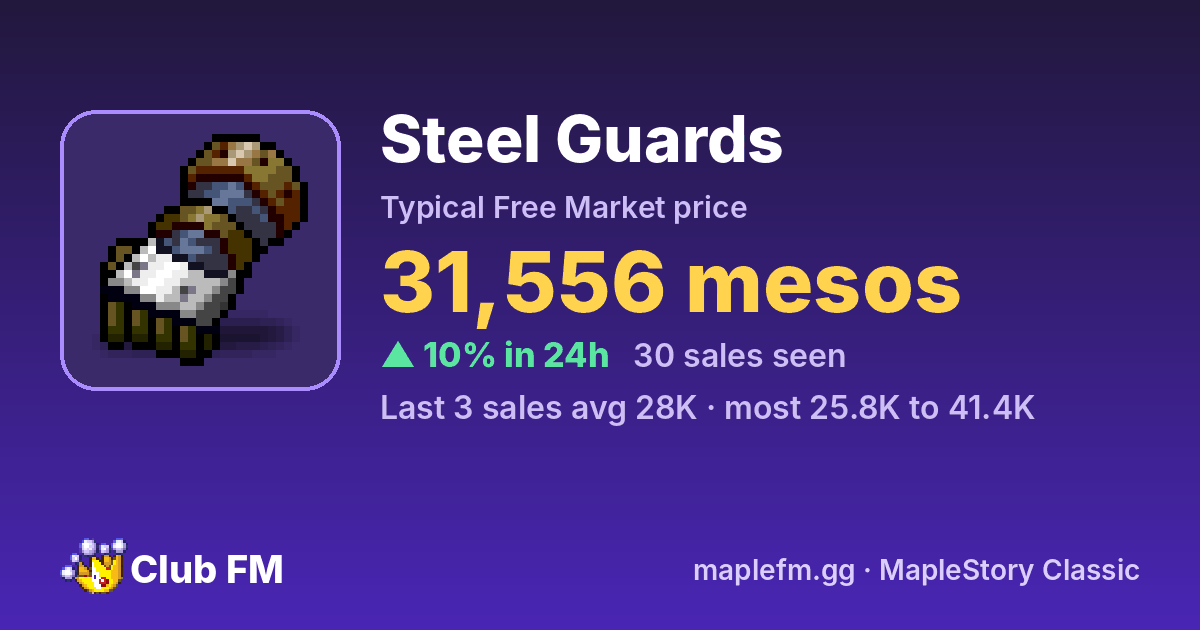 Steel Guards
Typical Free Market price
31,556 mesos
▲ 10% in 24h 30 sales seen
Last 3 sales avg 28K · most 25.8K to 41.4K
Club FM
maplefm.gg · MapleStory Classic